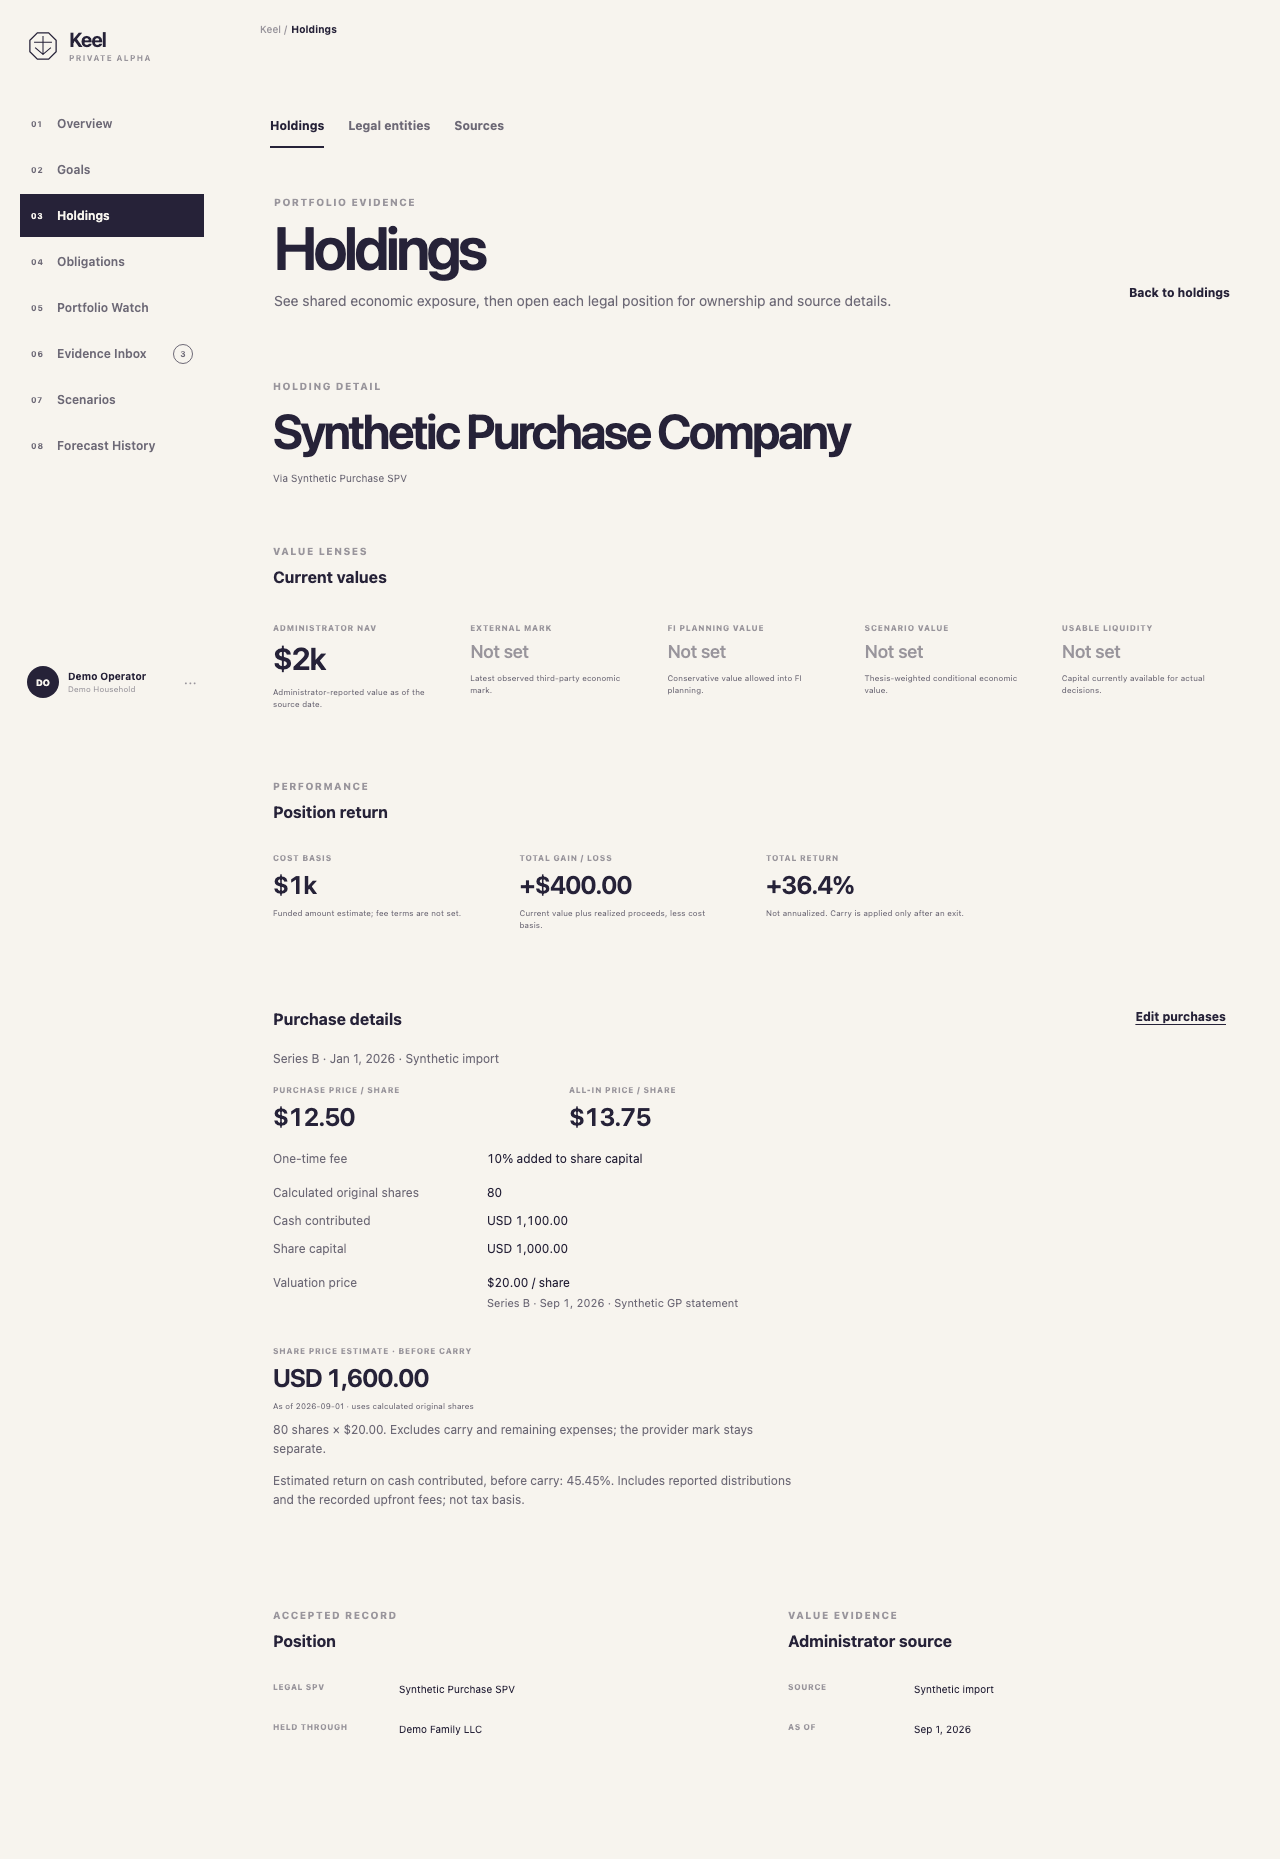 Keel
PRIVATE ALPHA
01 Overview
02 Goals
03 Holdings
04 Obligations
05 Portfolio Watch
06 Evidence Inbox 3
07 Scenarios
08 Forecast History
DO
Demo Operator
Demo Household
...
Keel / Holdings
Holdings Legal entities Sources
PORTFOLIO EVIDENCE
Holdings
See shared economic exposure, then open each legal position for ownership and source details.
Back to holdings
HOLDING DETAIL
Synthetic Purchase Company
Via Synthetic Purchase SPV
VALUE LENSES
Current values
ADMINISTRATOR NAV
$2k
Administrator-reported value as of the
source date.
EXTERNAL MARK
Not set
Latest observed third-party economic
mark.
FI PLANNING VALUE
Not set
Conservative value allowed into FI
planning.
SCENARIO VALUE
Not set
Thesis-weighted conditional economic
value.
USABLE LIQUIDITY
Not set
Capital currently available for actual
decisions.
PERFORMANCE
Position return
COST BASIS
$1k
Funded amount estimate; fee terms are not set.
TOTAL GAIN / LOSS
+$400.00
Current value plus realized proceeds, less cost
basis.
TOTAL RETURN
+36.4%
Not annualized. Carry is applied only after an exit.
Purchase details
Edit purchases
Series B · Jan 1, 2026 · Synthetic import
PURCHASE PRICE / SHARE
$12.50
ALL-IN PRICE / SHARE
$13.75
One-time fee 10% added to share capital
Calculated original shares 80
Cash contributed USD 1,100.00
Share capital USD 1,000.00
Valuation price $20.00 / share
Series B · Sep 1, 2026 · Synthetic GP statement
SHARE PRICE ESTIMATE · BEFORE CARRY
USD 1,600.00
As of 2026-09-01 · uses calculated original shares
80 shares × $20.00. Excludes carry and remaining expenses; the provider mark stays
separate.
Estimated return on cash contributed, before carry: 45.45%. Includes reported distributions
and the recorded upfront fees; not tax basis.
ACCEPTED RECORD
Position
LEGAL SPV Synthetic Purchase SPV
HELD THROUGH Demo Family LLC
VALUE EVIDENCE
Administrator source
SOURCE Synthetic import
AS OF Sep 1, 2026